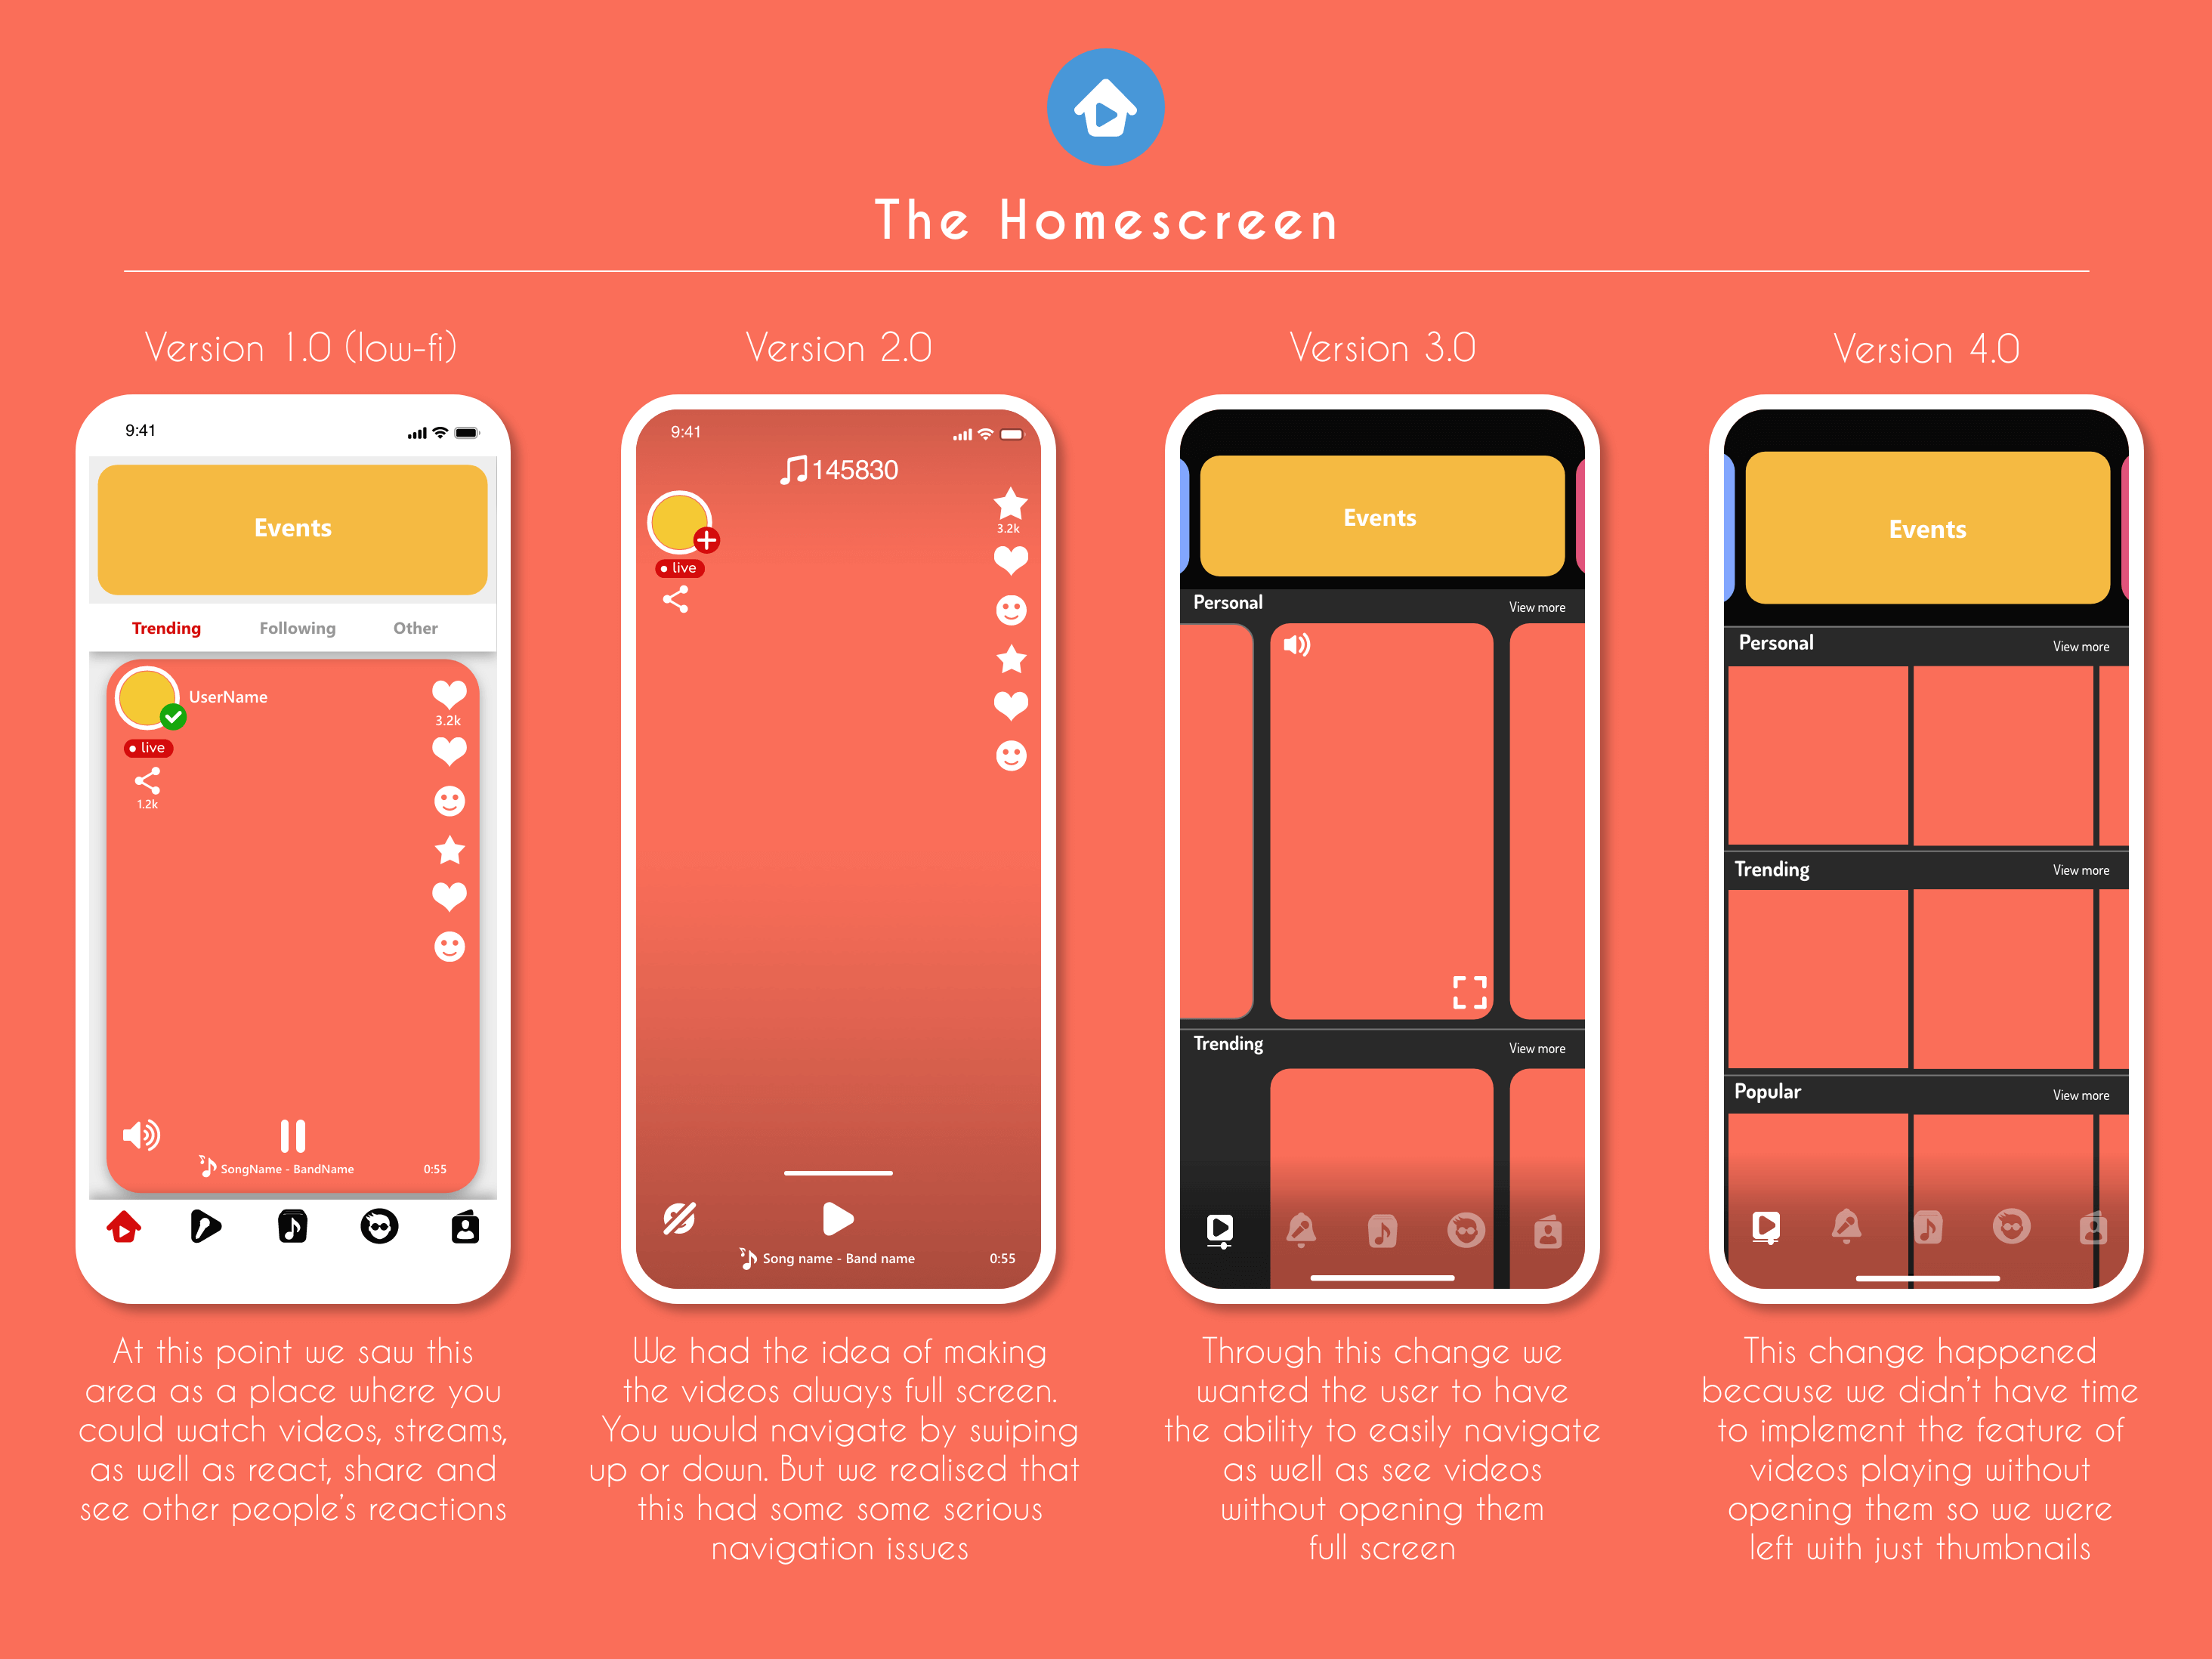 The Homescreen
Version 1.0 (low-fi)
9:41
Events
Trending Following Other
UserName
3.2k
live
1.2k
SongName - BandName 0:55
At this point we saw this
area as a place where you
could watch videos, streams,
as well as react, share and
see other people's reactions
Version 2.0
9:41
145830
3.2k
live
Song name - Band name 0:55
We had the idea of making
the videos always full screen.
You would navigate by swiping
up or down. But we realised that
this had some some serious
navigation issues
Version 3.0
Events
Personal View more
Trending View more
Through this change we
wanted the user to have
the ability to easily navigate
as well as see videos
without opening them
full screen
Version 4.0
Events
Personal View more
Trending View more
Popular View more
This change happened
because we didn't have time
to implement the feature of
videos playing without
opening them so we were
left with just thumbnails